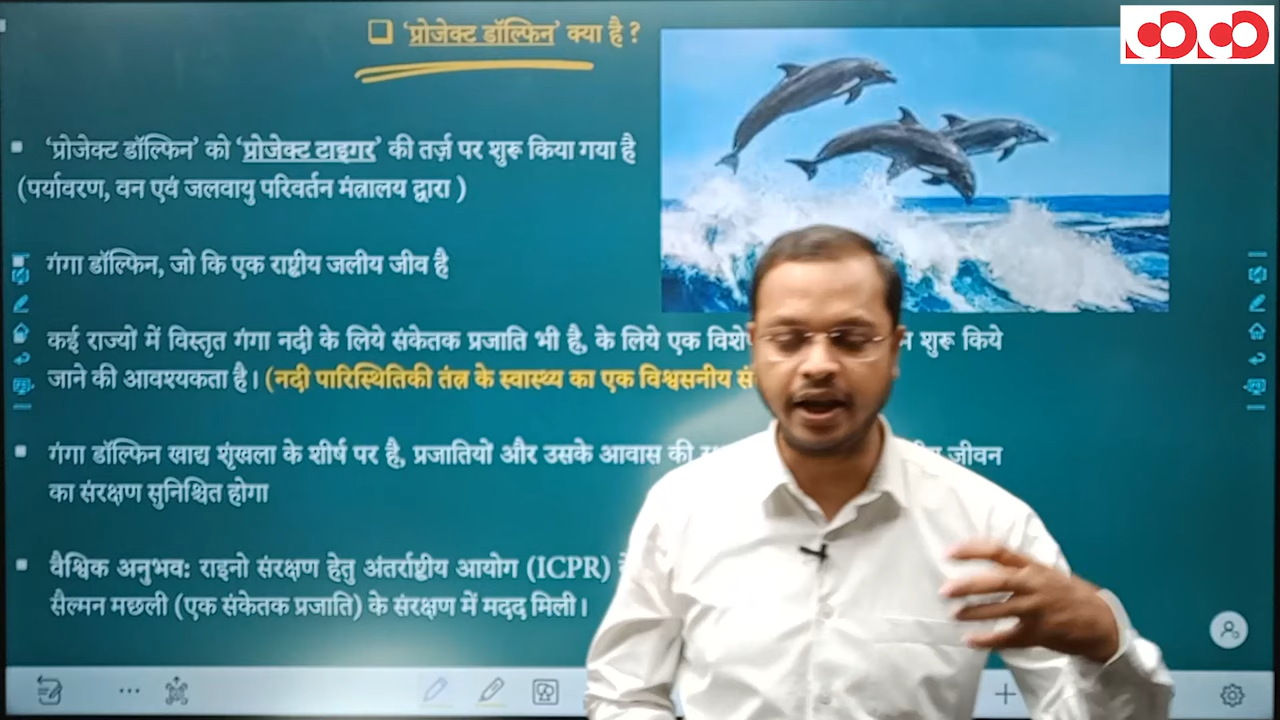 'प्रोजेक्ट डॉल्फिन' क्या है ?
'प्रोजेक्ट डॉल्फिन' को 'प्रोजेक्ट टाइगर' की तर्ज़ पर शुरू किया गया है
(पर्यावरण, वन एवं जलवायु परिवर्तन मंत्रालय द्वारा )
गंगा डॉल्फिन, जो कि एक राष्ट्रीय जलीय जीव है
कई राज्यों में विस्तृत गंगा नदी के लिये संकेतक प्रजाति भी है, के लिये एक शुरू किये
जाने की आवश्यकता है। (नदी पारिस्थितिकी तंत्र के स्वास्थ्य का एक विश्वसनीय
गंगा डॉल्फिन खाद्य शृंखला के शीर्ष पर है, प्रजातियों और उसके आवास की जीवन
का संरक्षण सुनिश्चित होगा
वैश्विक अनुभव: राइनो संरक्षण हेतु अंतर्राष्ट्रीय आयोग (ICPR)
सैल्मन मछली (एक संकेतक प्रजाति) के संरक्षण में मदद मिली।